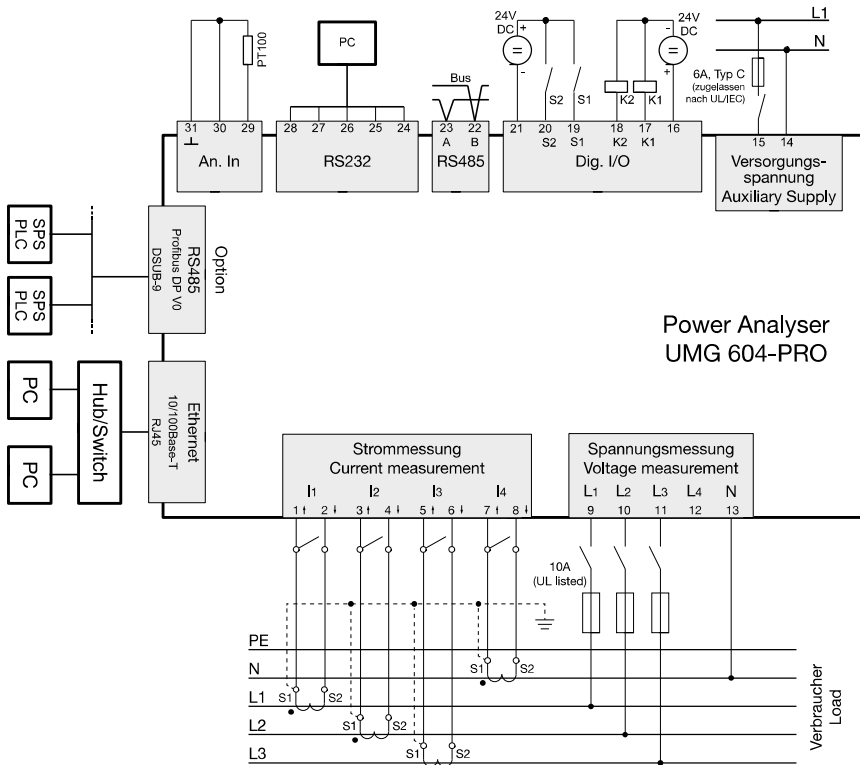 24V
DC
+
-
24V
DC
-
+
L1
N
PC
PT100
Bus
S2
S1
K2
K1
6A, Typ C
(zugelassen
nach UL/IEC)
31 30 29
28 27 26 25 24
23 22
21 20 19 18 17 16
15 14
A B
S2 S1 K2 K1
An. In
RS232
RS485
Dig. I/O
Versorgungs-
spannung
Auxiliary Supply
SPS
PLC
SPS
PLC
RS485
Profibus DP V0
DSUB-9
Option
Power Analyser
UMG 604-PRO
PC
PC
Hub/Switch
Ethernet
10/100Base-T
RJ45
Strommessung
Current measurement
I1 I2 I3 I4
1 2 3 4 5 6 7 8
Spannungsmessung
Voltage measurement
L1 L2 L3 L4 N
9 10 11 12 13
10A
(UL listed)
PE
N
S1 S2
L1
S1 S2
L2
S1 S2
L3
S1 S2
Verbraucher
Load